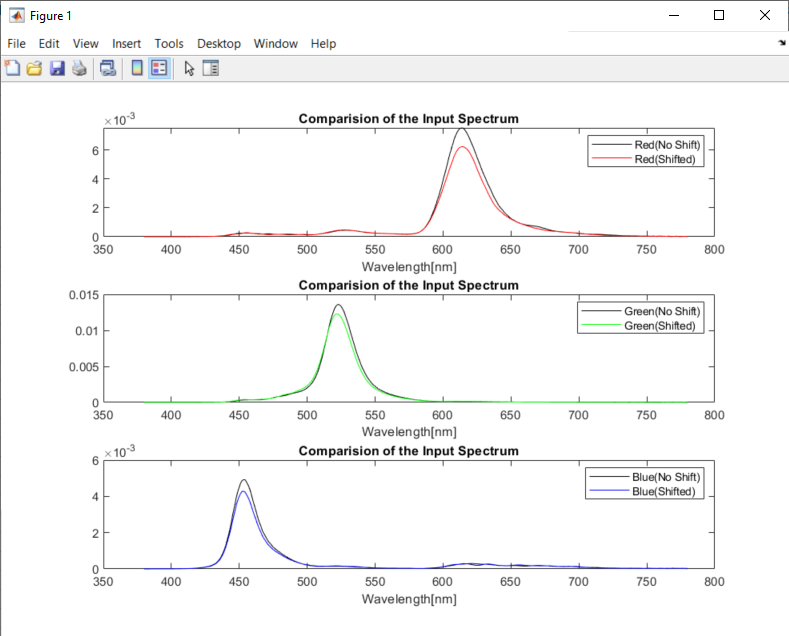 Figure 1
File Edit View Insert Tools Desktop Window Help
×10^-3
Comparision of the Input Spectrum
Red(No Shift)
Red(Shifted)
6
4
2
0
350 400 450 500 550 600 650 700 750 800
Wavelength[nm]
Comparision of the Input Spectrum
0.015
Green(No Shift)
Green(Shifted)
0.01
0.005
0
350 400 450 500 550 600 650 700 750 800
Wavelength[nm]
×10^-3
Comparision of the Input Spectrum
6
Blue(No Shift)
Blue(Shifted)
4
2
0
350 400 450 500 550 600 650 700 750 800
Wavelength[nm]